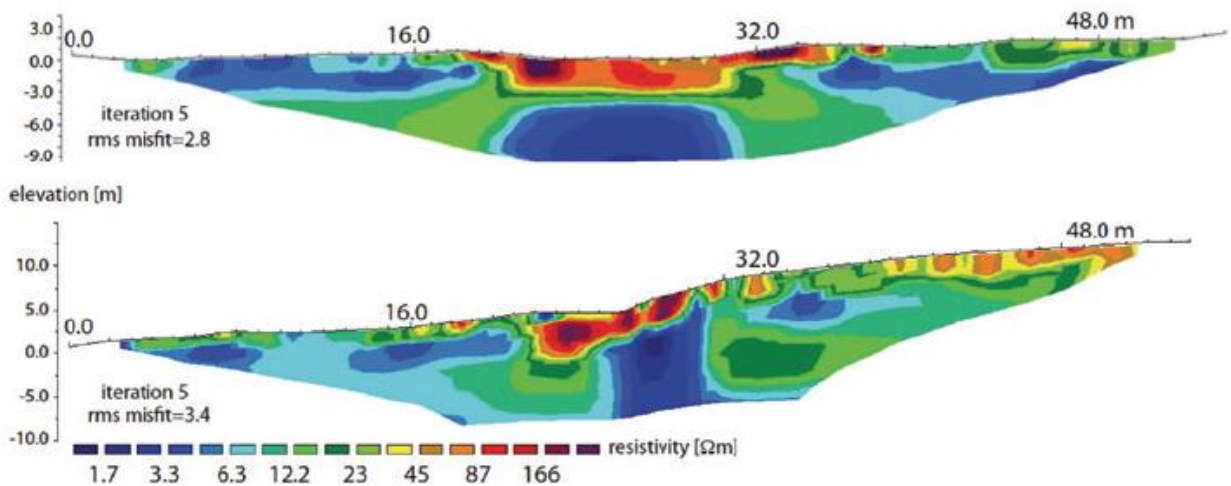 3.0
0.0
-3.0
-6.0
-9.0
0.0
16.0
32.0
48.0 m
iteration 5
rms misfit=2.8
elevation [m]
10.0
5.0
0.0
-5.0
-10.0
0.0
16.0
32.0
48.0 m
iteration 5
rms misfit=3.4
resistivity [Ωm]
1.7 3.3 6.3 12.2 23 45 87 166